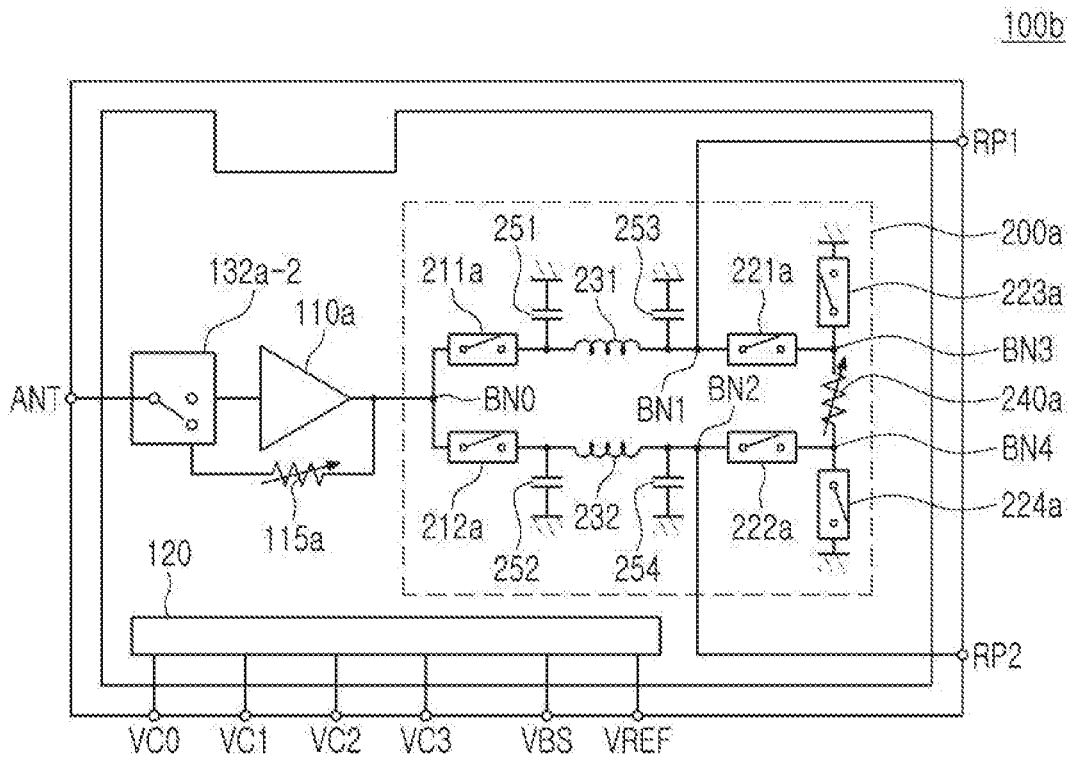 100b
RP1
251
253
200a
132a-2
211a
231
221a
223a
110a
BN3
ANT
BN0
BN1
BN2
240a
BN4
115a
212a
252
232
254
222a
224a
120
RP2
VC0
VC1
VC2
VC3
VBS
VREF